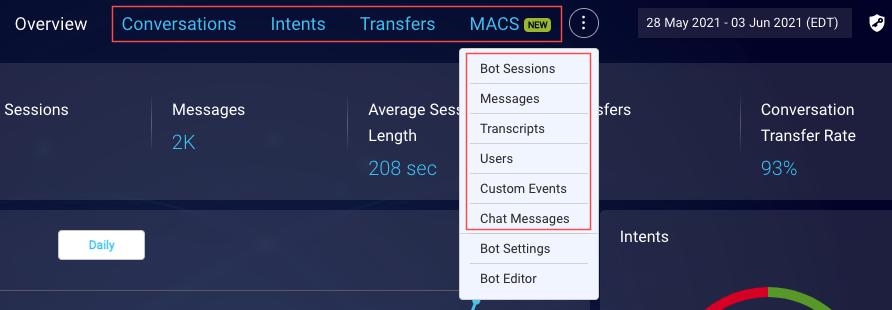 Overview Conversations Intents Transfers MACS NEW 28 May 2021 - 03 Jun 2021 (EDT)
Bot Sessions
Messages
Transcripts
Users
Custom Events
Chat Messages
Bot Settings
Bot Editor
Sessions
Messages
2K
Average
Length
208 sec
Conversation
Transfer Rate
93%
Daily
Intents